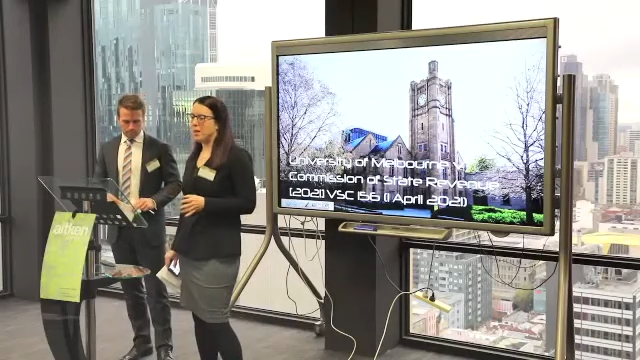 University of Melbourne v
Commission of State Revenue
[2021] VSC 156 (1 April 2021)
aitken